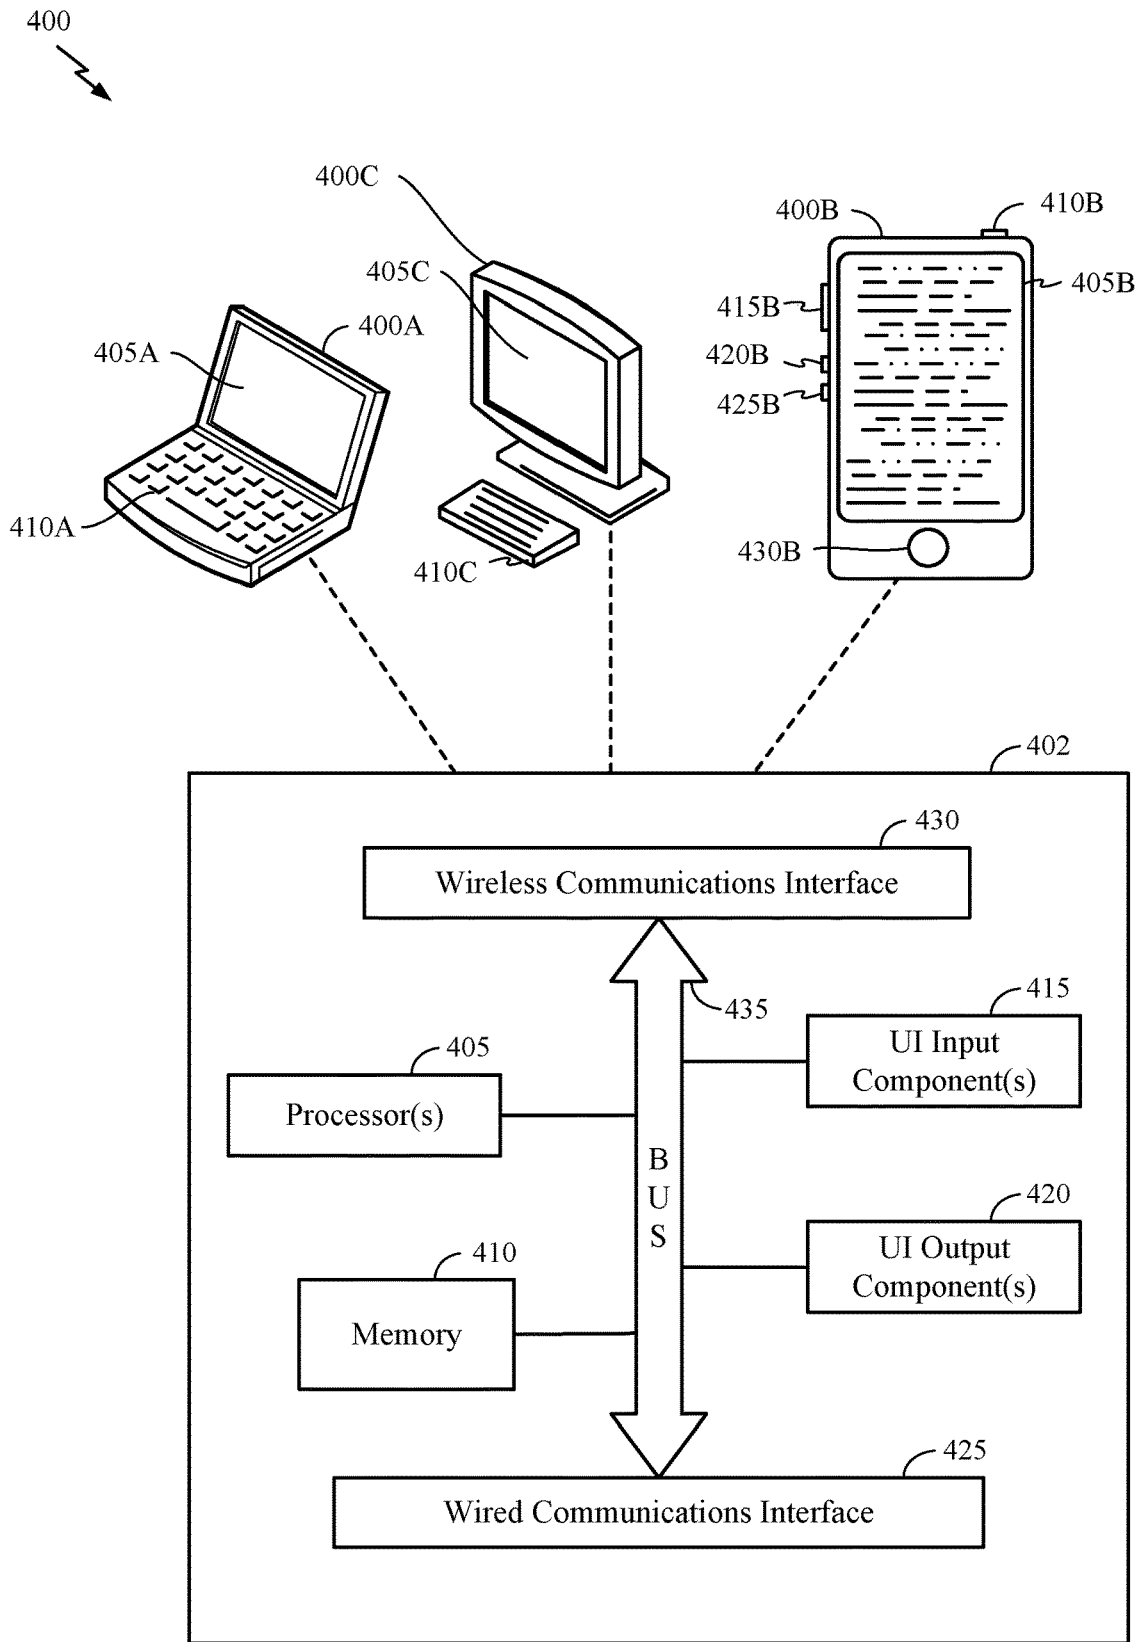 400
400C
405C
400B
410B
405B
415B
420B
425B
430B
400A
405A
410A
410C
402
430
Wireless Communications Interface
435
415
UI Input
Component(s)
405
Processor(s)
B
U
S
420
UI Output
Component(s)
410
Memory
425
Wired Communications Interface